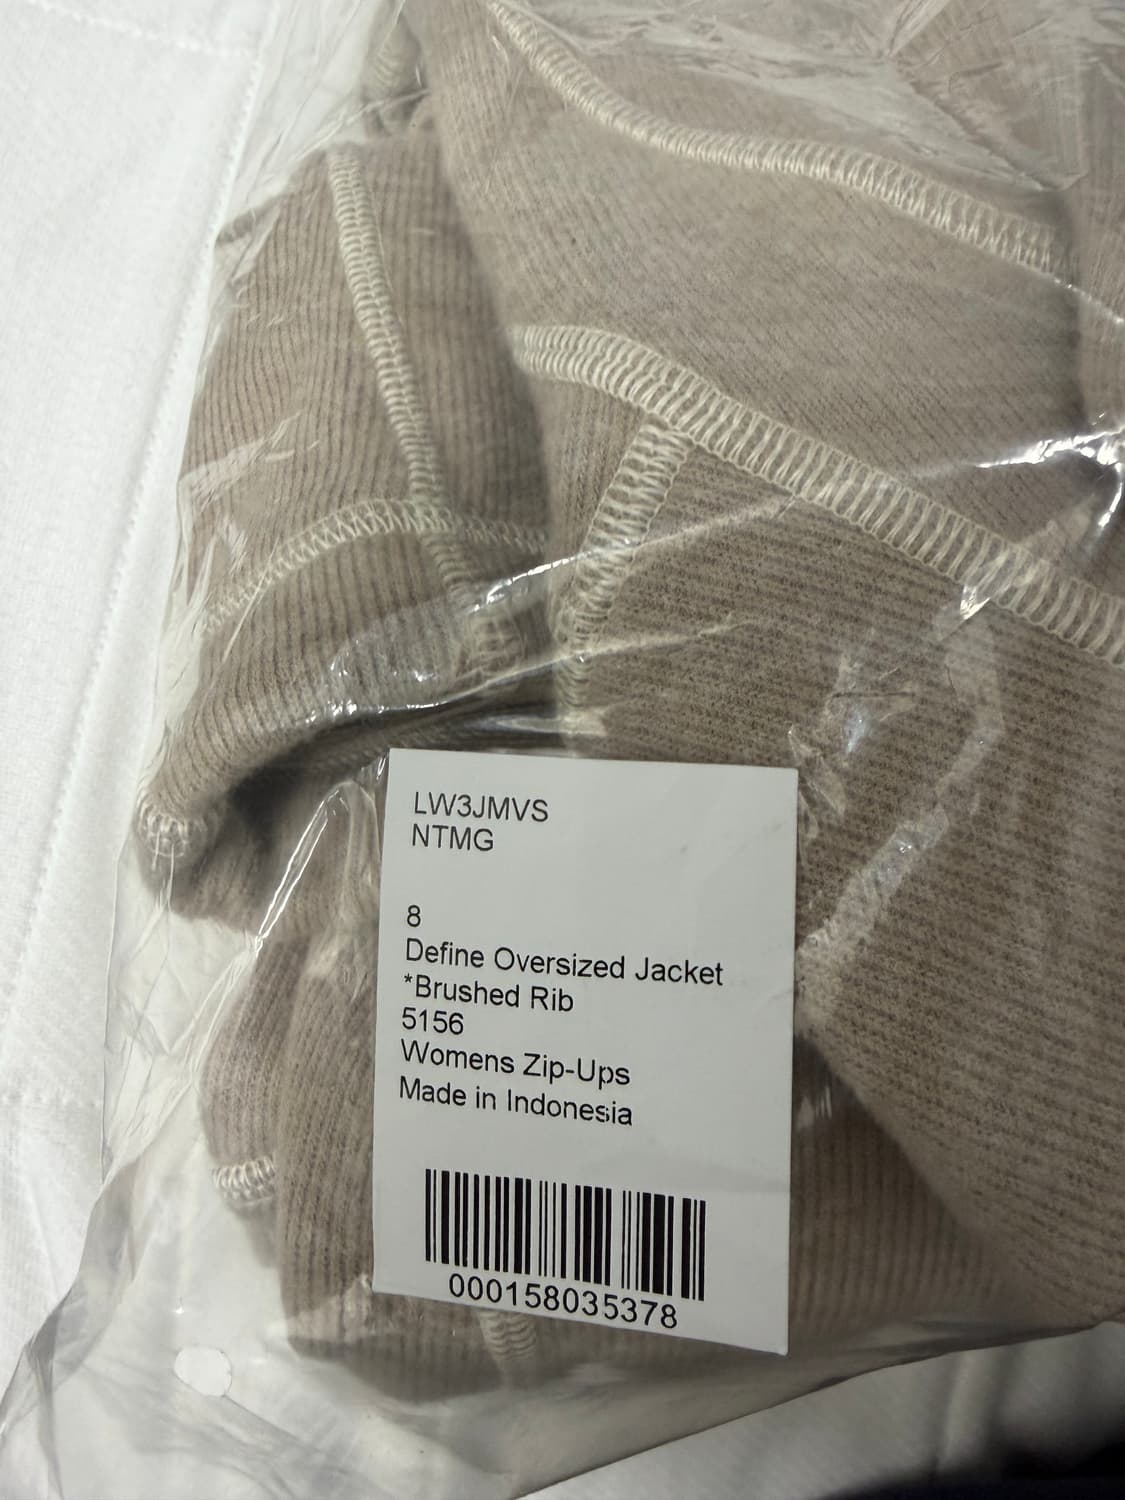 LW3JMVS
NTMG
8
Define Oversized Jacket
*Brushed Rib
5156
Womens Zip-Ups
Made in Indonesia
000158035378